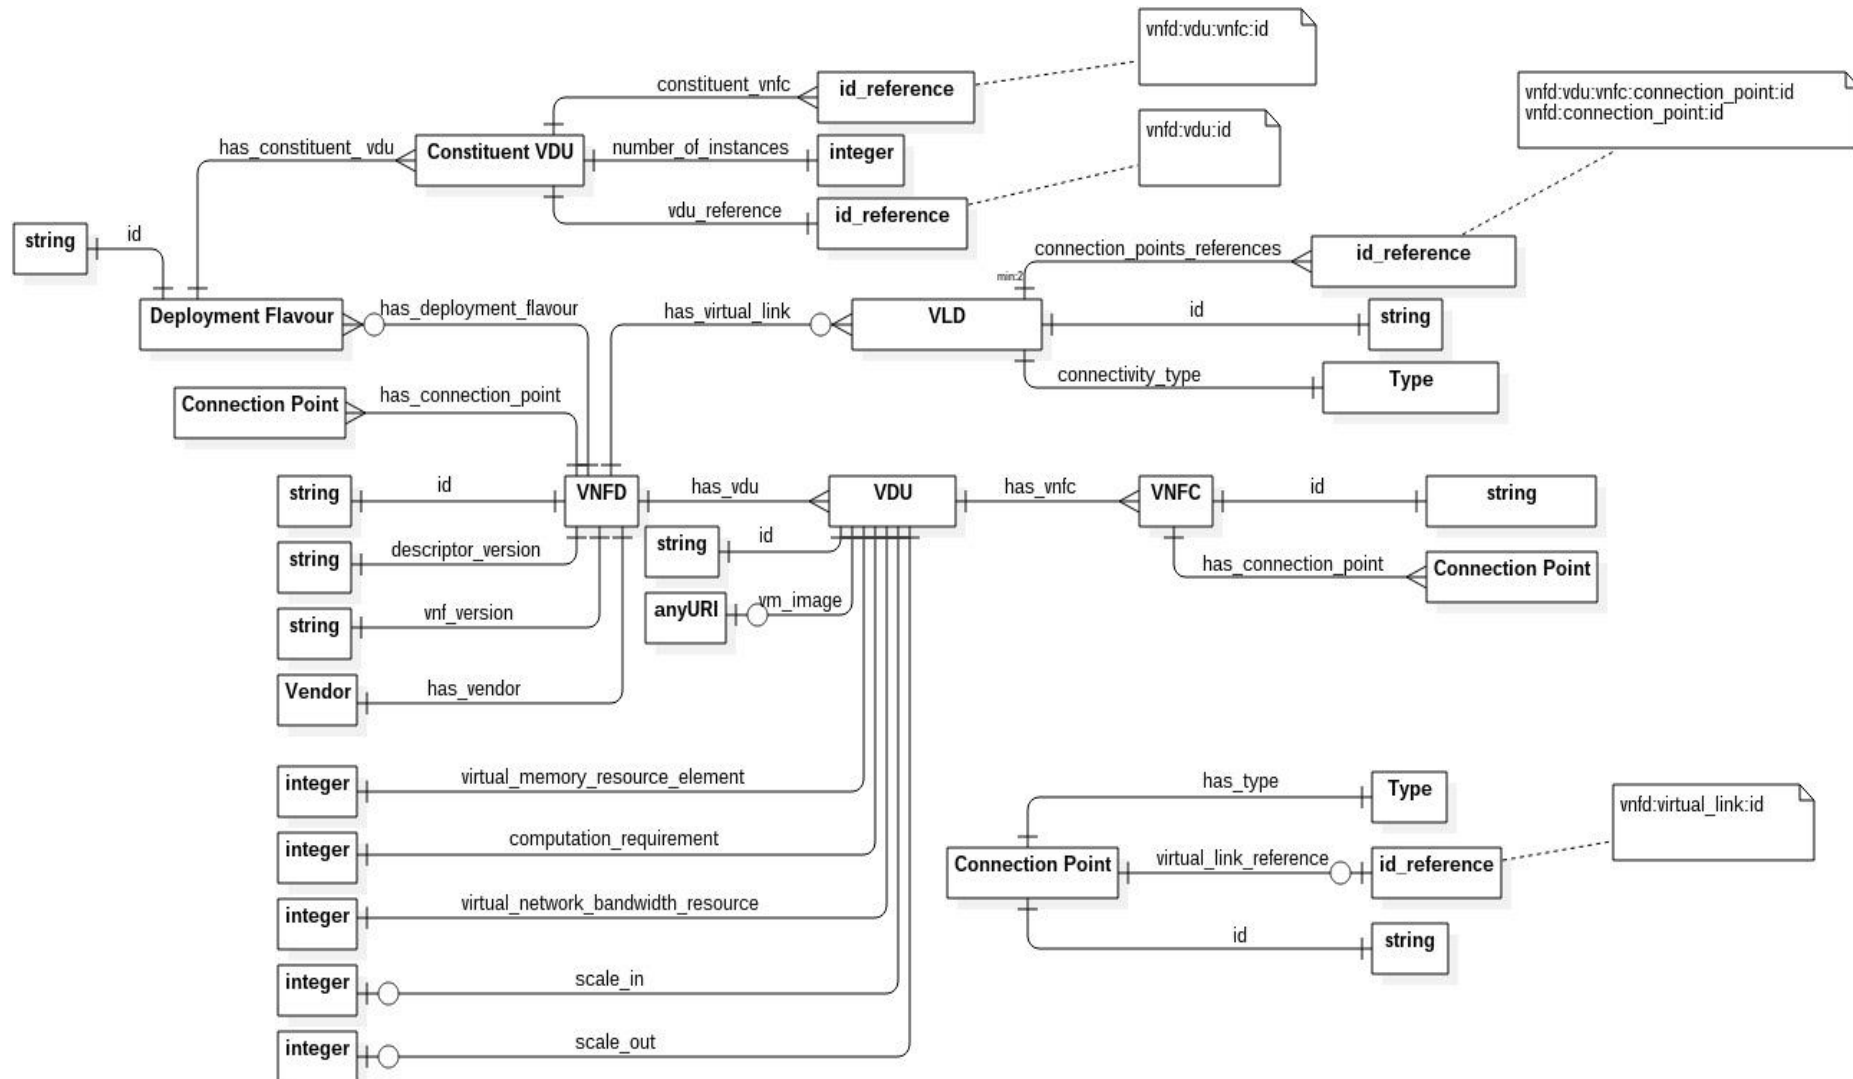 vnfd:vdu:vnfc:id
constituent_vnfc
id_reference
vnfd:vdu:vnfc:connection_point:id
vnfd:connection_point:id
vnfd:vdu:id
has_constituent_ vdu
Constituent VDU
number_of_instances
integer
vdu_reference
id_reference
string
id
connection_points_references
id_reference
min:2
Deployment Flavour
has_deployment_flavour
has_virtual_link
VLD
id
string
connectivity_type
Type
Connection Point
has_connection_point
string
id
VNFD
has_vdu
VDU
has_vnfc
VNFC
id
string
string
descriptor_version
string
id
has_connection_point
Connection Point
string
vnf_version
anyURI
vm_image
Vendor
has_vendor
integer
virtual_memory_resource_element
has_type
Type
vnfd:virtual_link:id
integer
computation_requirement
Connection Point
virtual_link_reference
id_reference
integer
virtual_network_bandwidth_resource
id
string
integer
scale_in
integer
scale_out